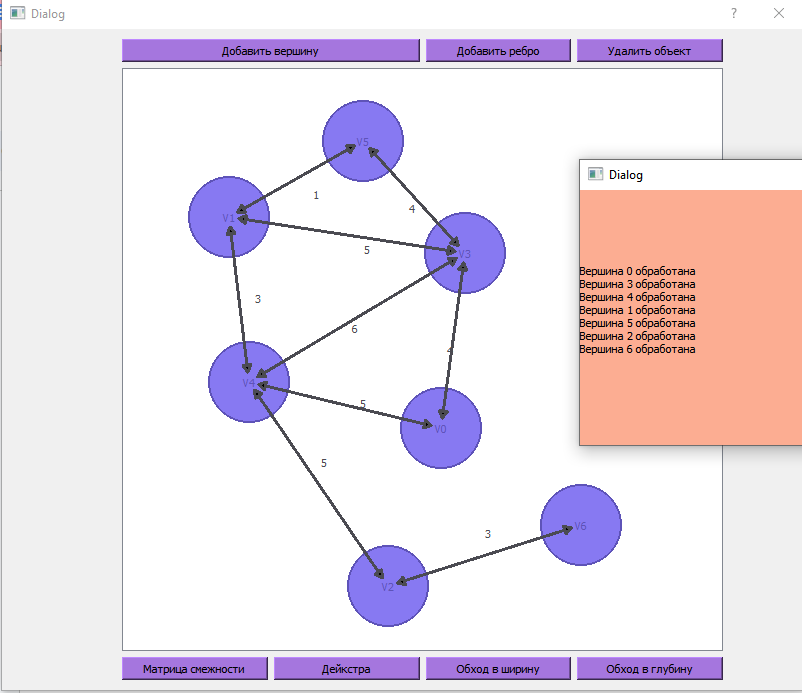 Dialog
?
Добавить вершину
Добавить ребро
Удалить объект
V5
1
4
V1
5
V3
3
6
4
V4
5
V0
5
3
V6
V2
Dialog
Вершина 0 обработана
Вершина 3 обработана
Вершина 4 обработана
Вершина 1 обработана
Вершина 5 обработана
Вершина 2 обработана
Вершина 6 обработана
Матрица смежности
Дейкстра
Обход в ширину
Обход в глубину